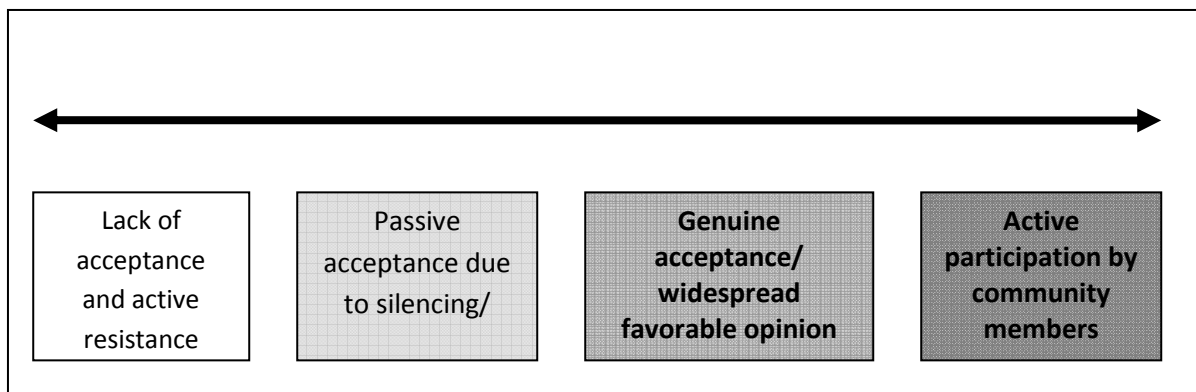 Lack of
acceptance
and active
resistance
Passive
acceptance due
to silencing/
Genuine
acceptance/
widespread
favorable opinion
Active
participation by
community
members